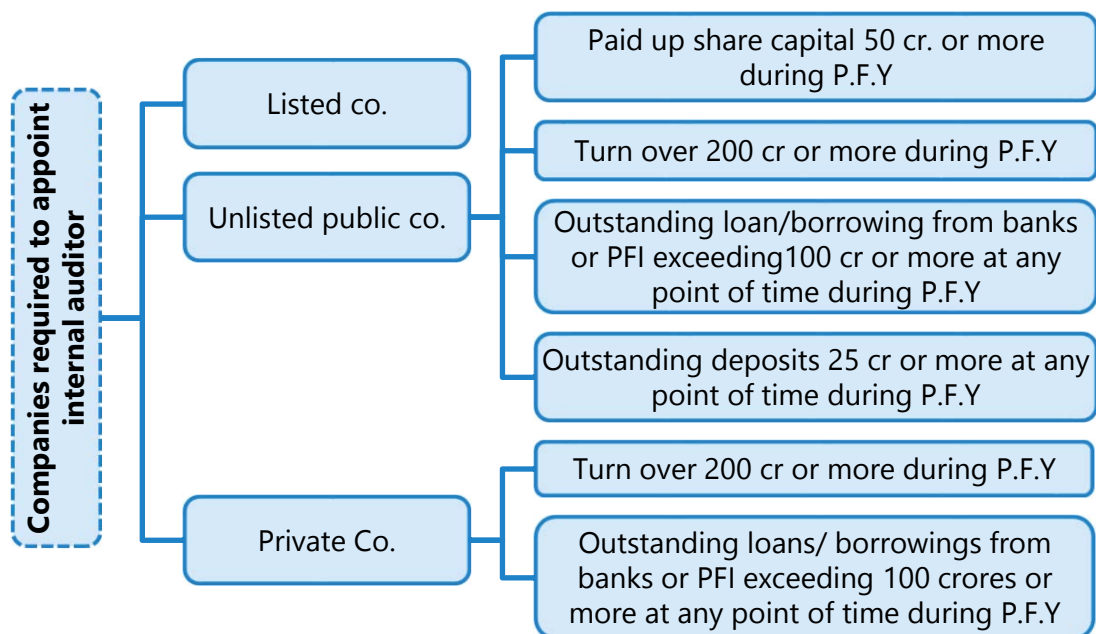 Companies required to appoint
internal auditor
Listed co.
Unlisted public co.
Paid up share capital 50 cr. or more
during P.F.Y
Turn over 200 cr or more during P.F.Y
Outstanding loan/borrowing from banks
or PFI exceeding100 cr or more at any
point of time during P.F.Y
Outstanding deposits 25 cr or more at any
point of time during P.F.Y
Private Co.
Turn over 200 cr or more during P.F.Y
Outstanding loans/ borrowings from
banks or PFI exceeding 100 crores or
more at any point of time during P.F.Y